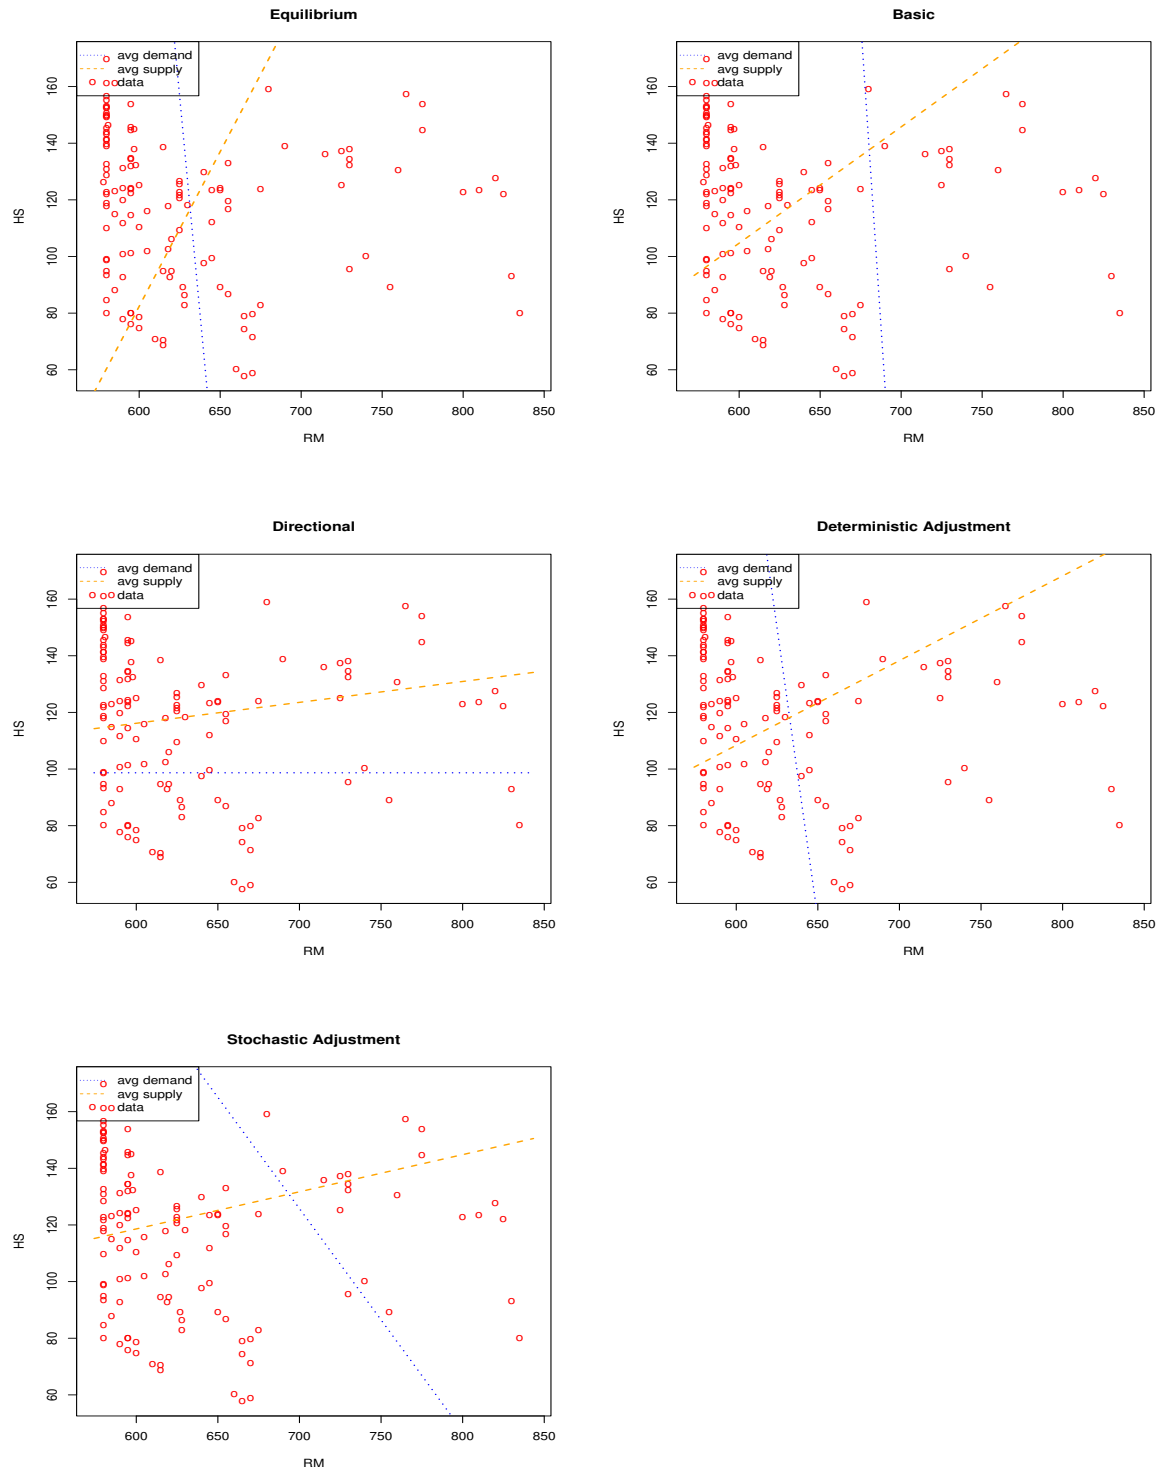 Equilibrium
avg demand
avg supply
data
HS
60 80 100 120 140 160
600 650 700 750 800 850
RM
Basic
avg demand
avg supply
data
HS
60 80 100 120 140 160
600 650 700 750 800 850
RM
Directional
avg demand
avg supply
data
HS
60 80 100 120 140 160
600 650 700 750 800 850
RM
Deterministic Adjustment
avg demand
avg supply
data
HS
60 80 100 120 140 160
600 650 700 750 800 850
RM
Stochastic Adjustment
avg demand
avg supply
data
HS
60 80 100 120 140 160
600 650 700 750 800 850
RM